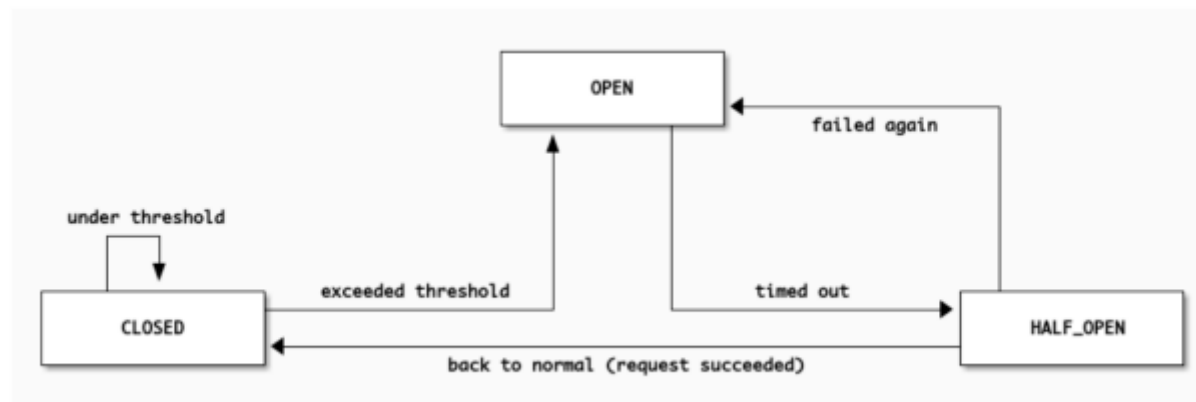 OPEN
failed again
under threshold
exceeded threshold
timed out
CLOSED
HALF_OPEN
back to normal (request succeeded)